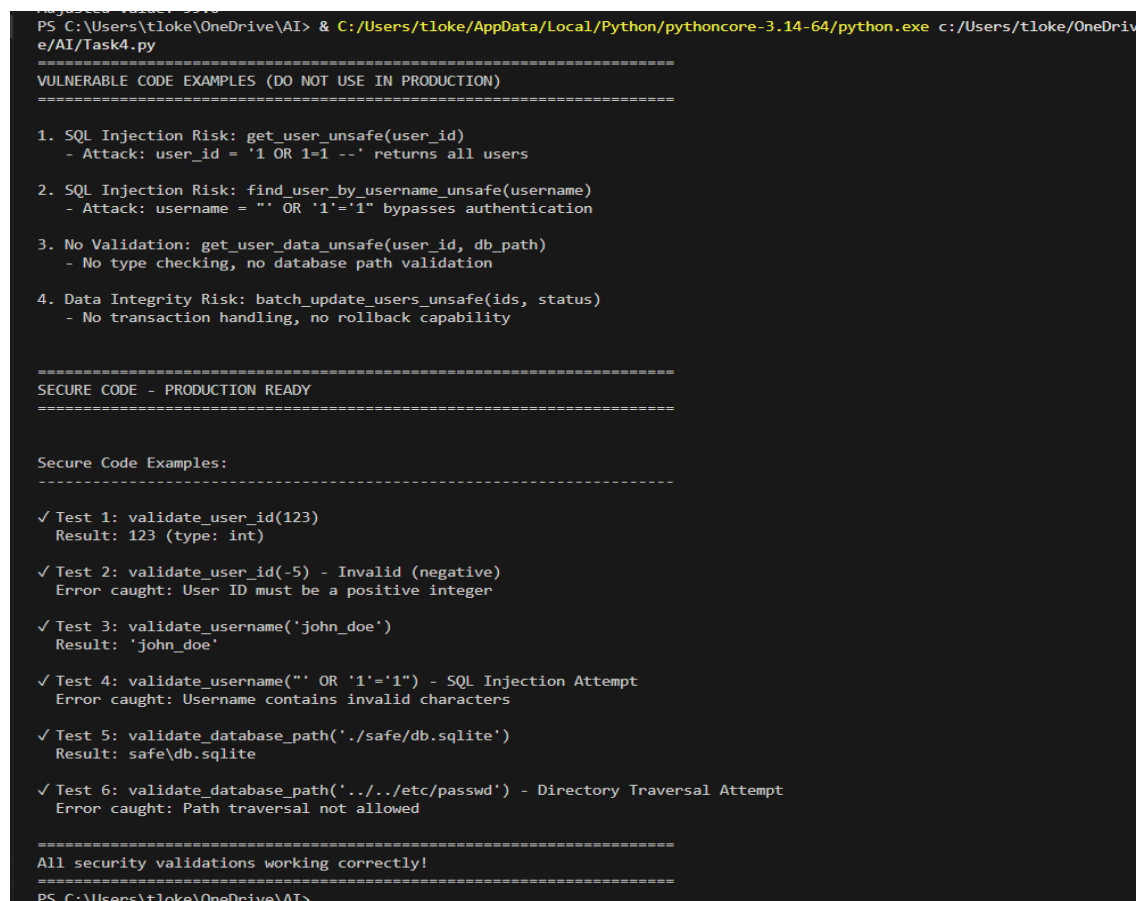 PS C:\Users\tloke\OneDrive\AI> & C:/Users/tloke/AppData/Local/Python/pythoncore-3.14-64/python.exe c:/Users/tloke/OneDriv
e/AI/Task4.py
======================================================================
VULNERABLE CODE EXAMPLES (DO NOT USE IN PRODUCTION)
======================================================================
1. SQL Injection Risk: get_user_unsafe(user_id)
- Attack: user_id = '1 OR 1=1 --' returns all users
2. SQL Injection Risk: find_user_by_username_unsafe(username)
- Attack: username = "' OR '1'='1" bypasses authentication
3. No Validation: get_user_data_unsafe(user_id, db_path)
- No type checking, no database path validation
4. Data Integrity Risk: batch_update_users_unsafe(ids, status)
- No transaction handling, no rollback capability
======================================================================
SECURE CODE - PRODUCTION READY
======================================================================
Secure Code Examples:
----------------------------------------------------------------------
✓ Test 1: validate_user_id(123)
Result: 123 (type: int)
✓ Test 2: validate_user_id(-5) - Invalid (negative)
Error caught: User ID must be a positive integer
✓ Test 3: validate_username('john_doe')
Result: 'john_doe'
✓ Test 4: validate_username("' OR '1'='1") - SQL Injection Attempt
Error caught: Username contains invalid characters
✓ Test 5: validate_database_path('./safe/db.sqlite')
Result: safe\db.sqlite
✓ Test 6: validate_database_path('../../etc/passwd') - Directory Traversal Attempt
Error caught: Path traversal not allowed
======================================================================
All security validations working correctly!
======================================================================
PS C:\Users\tloke\OneDrive\AI>